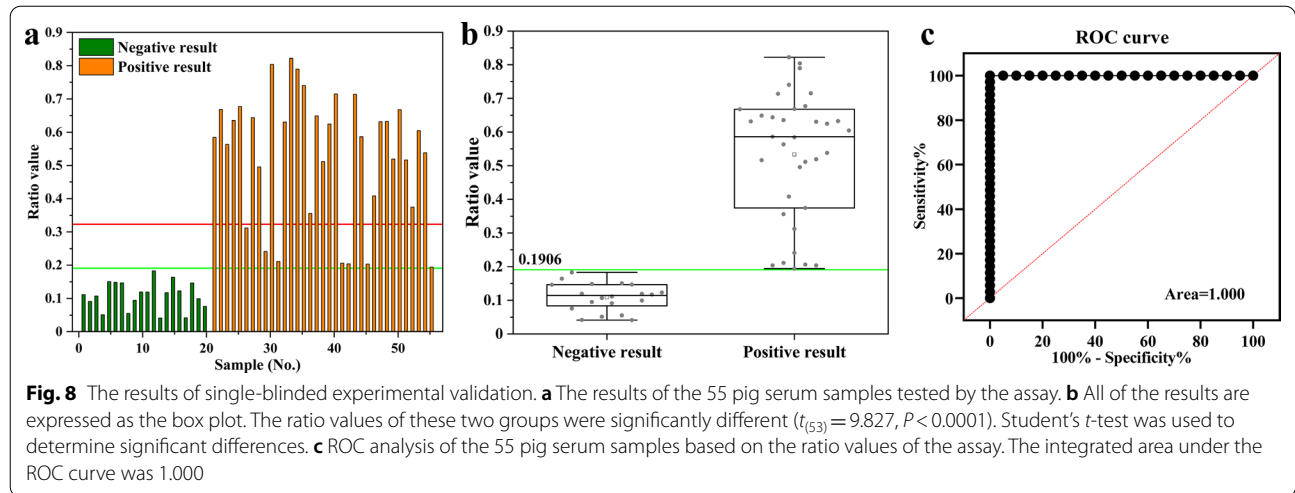 a
Negative result
Positive result
Ratio value
0.9
0.8
0.7
0.6
0.5
0.4
0.3
0.2
0.1
0
0 10 20 30 40 50
Sample (No.)
b
Ratio value
0.9
0.8
0.7
0.6
0.5
0.4
0.3
0.2
0.1
0
0.1906
Negative result Positive result
c
ROC curve
Sensitivity%
100
80
60
40
20
0
Area=1.000
0 20 40 60 80 100
100% - Specificity%
Fig. 8 The results of single-blinded experimental validation. a The results of the 55 pig serum samples tested by the assay. b All of the results are
expressed as the box plot. The ratio values of these two groups were significantly different (t(53) = 9.827, P < 0.0001). Student's t-test was used to
determine significant differences. c ROC analysis of the 55 pig serum samples based on the ratio values of the assay. The integrated area under the
ROC curve was 1.000